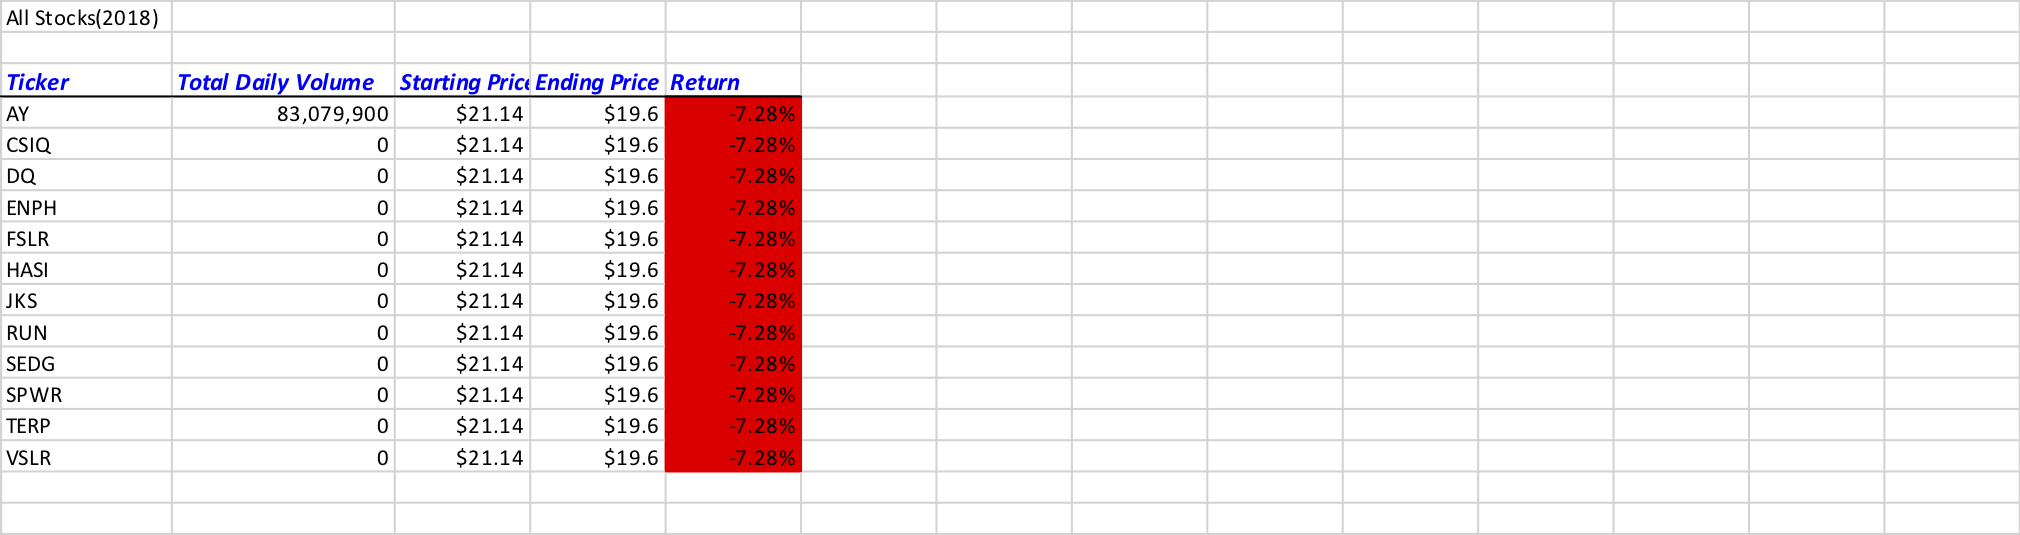 All Stocks(2018)
Ticker Total Daily Volume Starting Price Ending Price Return
AY 83,079,900 $21.14 $19.6 -7.28%
CSIQ 0 $21.14 $19.6 -7.28%
DQ 0 $21.14 $19.6 -7.28%
ENPH 0 $21.14 $19.6 -7.28%
FSLR 0 $21.14 $19.6 -7.28%
HASI 0 $21.14 $19.6 -7.28%
JKS 0 $21.14 $19.6 -7.28%
RUN 0 $21.14 $19.6 -7.28%
SEDG 0 $21.14 $19.6 -7.28%
SPWR 0 $21.14 $19.6 -7.28%
TERP 0 $21.14 $19.6 -7.28%
VSLR 0 $21.14 $19.6 -7.28%